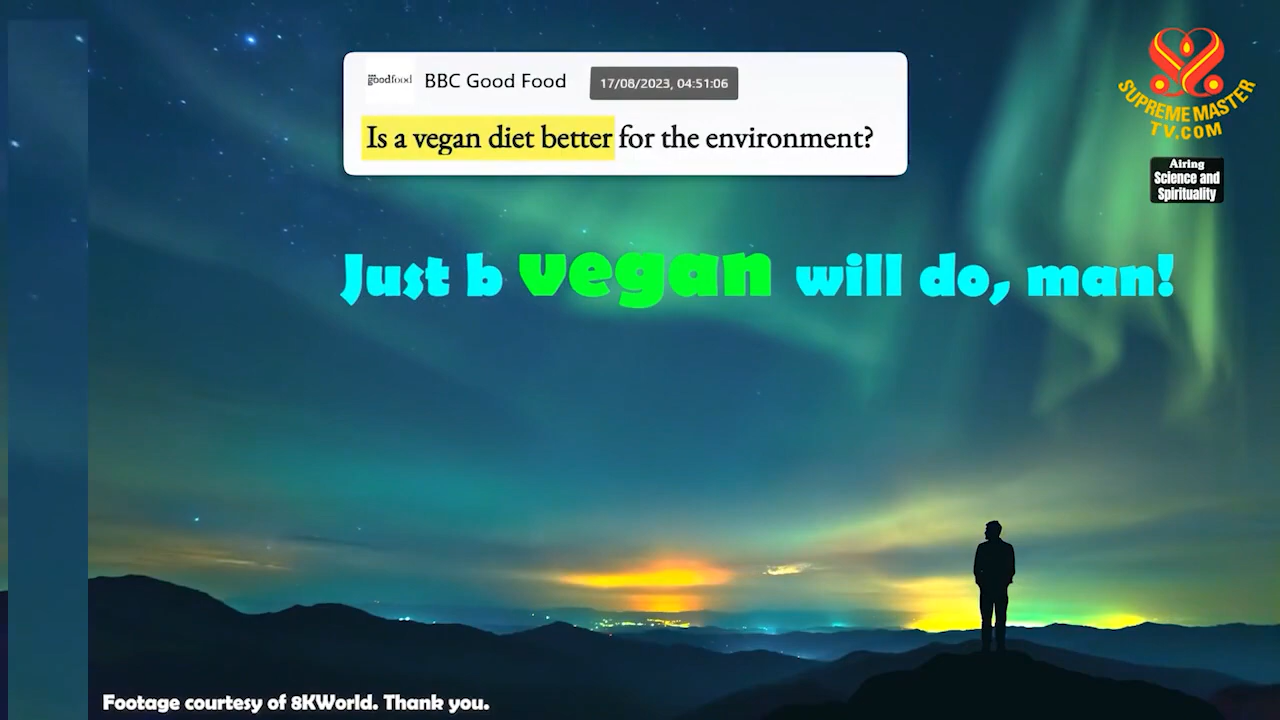 goodfood
BBC Good Food
17/08/2023, 04:51:06
Is a vegan diet better for the environment?
SUPREME MASTER
TV.COM
Airing
Science and
Spirituality
Just b vegan will do, man!
Footage courtesy of 8KWorld. Thank you.